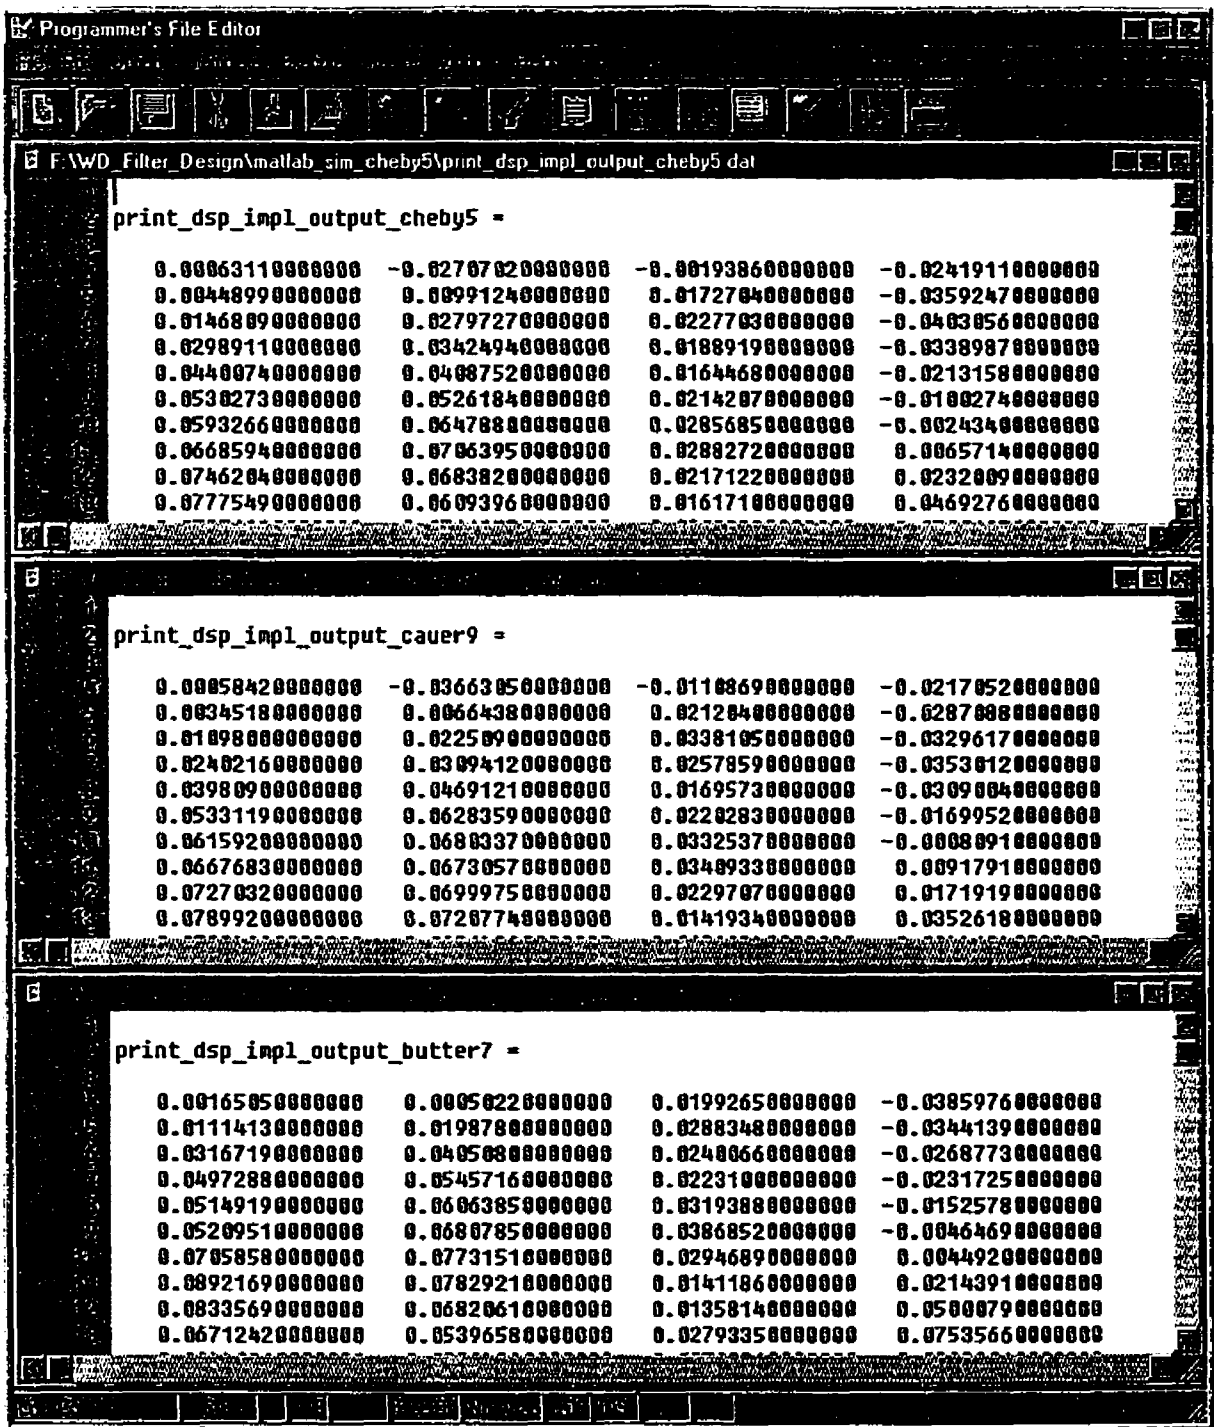 Programmer's File Editor
F:\WD_Filter_Design\matlab_sim_cheby5\print_dsp_impl_output_cheby5 dat
print_dsp_impl_output_cheby5 =
0.00063110000000 -0.02707020000000 -0.00193860000000 -0.02419110000000
0.00448990000000 0.00991240000000 0.01727040000000 -0.03592470000000
0.01468090000000 0.02797270000000 0.02277030000000 -0.04030560000000
0.02989110000000 0.03424940000000 0.01889190000000 -0.03389870000000
0.04400740000000 0.04087520000000 0.01644680000000 -0.02131580000000
0.05302730000000 0.05261840000000 0.02142070000000 -0.01002740000000
0.05932660000000 0.06478880000000 0.02856850000000 -0.00243400000000
0.06685940000000 0.07063950000000 0.02882720000000 0.00657140000000
0.07462040000000 0.06838200000000 0.02171220000000 0.02320090000000
0.07775490000000 0.06093960000000 0.01617100000000 0.04692760000000
print_dsp_impl_output_cauer9 =
0.00058420000000 -0.03663050000000 -0.01108690000000 -0.02170520000000
0.00345180000000 0.00664380000000 0.02120400000000 -0.02870880000000
0.01098000000000 0.02250900000000 0.03381050000000 -0.03296170000000
0.02402160000000 0.03094120000000 0.02578590000000 -0.03530120000000
0.03980900000000 0.04691210000000 0.01695730000000 -0.03090040000000
0.05331190000000 0.06283590000000 0.02202830000000 -0.01699520000000
0.06159200000000 0.06803370000000 0.03325370000000 -0.00080910000000
0.06676830000000 0.06730570000000 0.03409330000000 0.00917910000000
0.07270320000000 0.06999750000000 0.02297070000000 0.01719190000000
0.07899200000000 0.07207740000000 0.01419340000000 0.03526180000000
print_dsp_impl_output_butter7 =
0.00165050000000 0.00050220000000 0.01992650000000 -0.03859760000000
0.01114130000000 0.01987800000000 0.02883480000000 -0.03441390000000
0.03167190000000 0.04050800000000 0.02480660000000 -0.02687730000000
0.04972880000000 0.05457160000000 0.02231000000000 -0.02317250000000
0.05149190000000 0.06063850000000 0.03193880000000 -0.01525780000000
0.05209510000000 0.06807850000000 0.03868520000000 -0.00464690000000
0.07058580000000 0.07731510000000 0.02946890000000 0.00449200000000
0.08921690000000 0.07829210000000 0.01411860000000 0.02143910000000
0.08335690000000 0.06820610000000 0.01358140000000 0.05000790000000
0.06712420000000 0.05396580000000 0.02793350000000 0.07535660000000